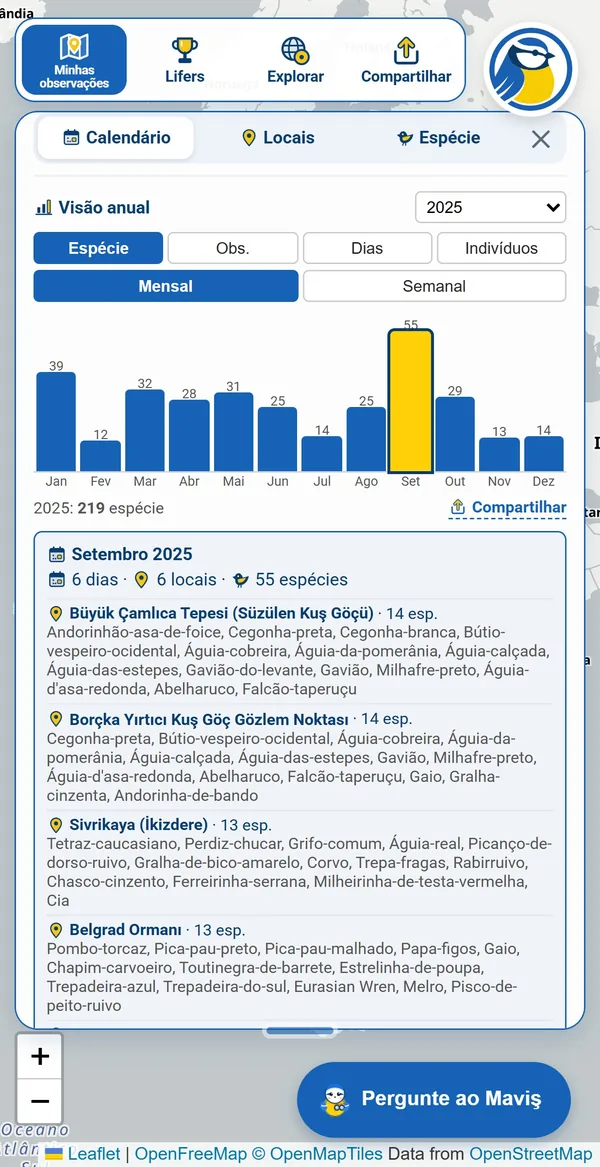 ândia
Minhas
observações
Lifers
Explorar
Compartilhar
Calendário
Locais
Espécie
Visão anual
2025
Espécie
Obs.
Dias
Indivíduos
Mensal
Semanal
39
12
32
28
31
25
14
25
55
29
13
14
Jan
Fev
Mar
Abr
Mai
Jun
Jul
Ago
Set
Out
Nov
Dez
2025: 219 espécie
Compartilhar
Setembro 2025
6 dias · 6 locais · 55 espécies
Büyük Çamlıca Tepesi (Süzülen Kuş Göçü) · 14 esp.
Andorinhão-asa-de-foice, Cegonha-preta, Cegonha-branca, Bútio-
vespeiro-ocidental, Águia-cobreira, Águia-da-pomerânia, Águia-calçada,
Águia-das-estepes, Gavião-do-levante, Gavião, Milhafre-preto, Águia-
d'asa-redonda, Abelharuco, Falcão-taperuçu
Borçka Yırtıcı Kuş Göç Gözlem Noktası · 14 esp.
Cegonha-preta, Bútio-vespeiro-ocidental, Águia-cobreira, Águia-da-
pomerânia, Águia-calçada, Águia-das-estepes, Gavião, Milhafre-preto,
Águia-d'asa-redonda, Abelharuco, Falcão-taperuçu, Gaio, Gralha-
cinzenta, Andorinha-de-bando
Sivrikaya (İkizdere) · 13 esp.
Tetraz-caucasiano, Perdiz-chucar, Grifo-comum, Águia-real, Picanço-de-
dorso-ruivo, Gralha-de-bico-amarelo, Corvo, Trepa-fragas, Rabirruivo,
Chasco-cinzento, Ferreirinha-serrana, Milheirinha-de-testa-vermelha,
Cia
Belgrad Ormanı · 13 esp.
Pombo-torcaz, Pica-pau-preto, Pica-pau-malhado, Papa-figos, Gaio,
Chapim-carvoeiro, Toutinegra-de-barrete, Estrelinha-de-poupa,
Trepadeira-azul, Trepadeira-do-sul, Eurasian Wren, Melro, Pisco-de-
peito-ruivo
+
−
Pergunte ao Maviş
Oceano
Leaflet | OpenFreeMap © OpenMapTiles Data from OpenStreetMap